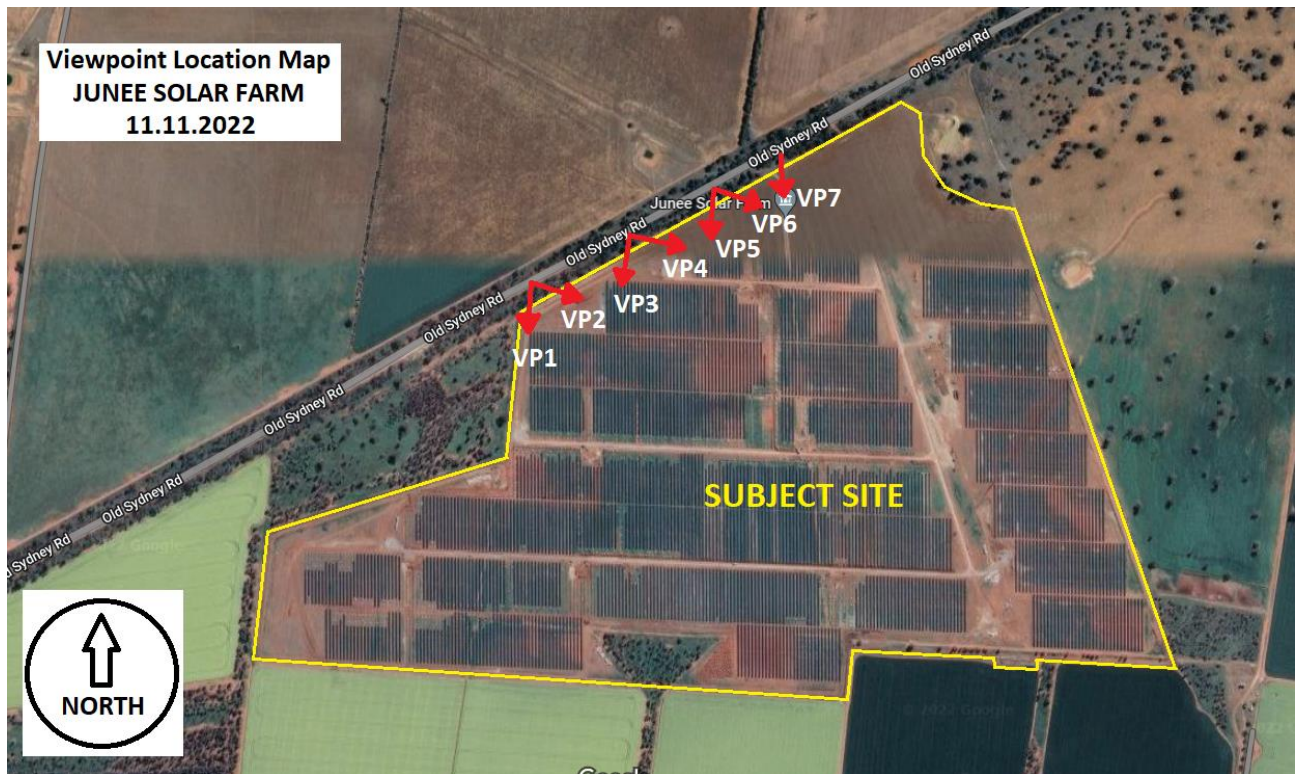 Viewpoint Location Map
JUNEE SOLAR FARM
11.11.2022
Old Sydney Rd
Old Sydney Rd
VP7
Junee Solar Farm
VP6
Old Sydney Rd
VP5
VP4
Old Sydney Rd
VP3
VP2
Old Sydney Rd
VP1
Old Sydney Rd
Old Sydney Rd
SUBJECT SITE
Sydney Rd
NORTH
© 2022 Google